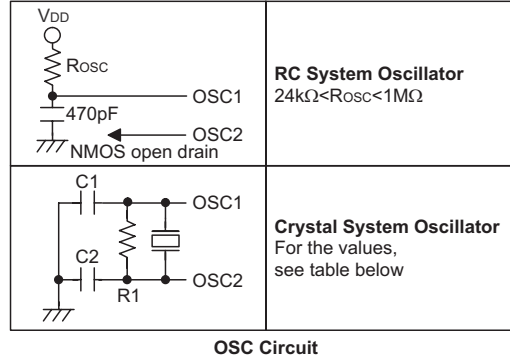 VDD
ROSC
OSC1
470pF
OSC2
NMOS open drain
RC System Oscillator
24kΩ<ROSC<1MΩ
C1
OSC1
C2
OSC2
R1
Crystal System Oscillator
For the values,
see table below
OSC Circuit